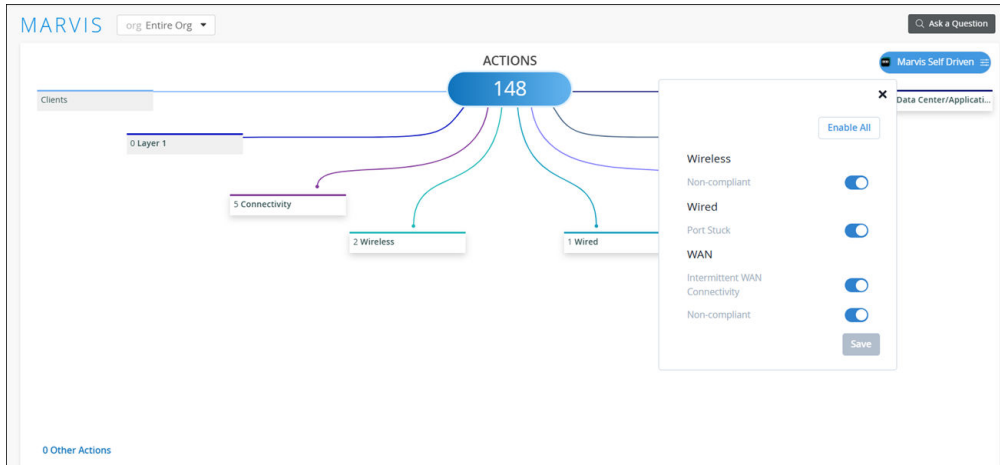 MARVIS
org Entire Org
Ask a Question
ACTIONS
148
Marvis Self Driven
Clients
Data Center/Applicati...
0 Layer 1
5 Connectivity
2 Wireless
1 Wired
Enable All
Wireless
Non-compliant
Wired
Port Stuck
WAN
Intermittent WAN
Connectivity
Non-compliant
Save
0 Other Actions